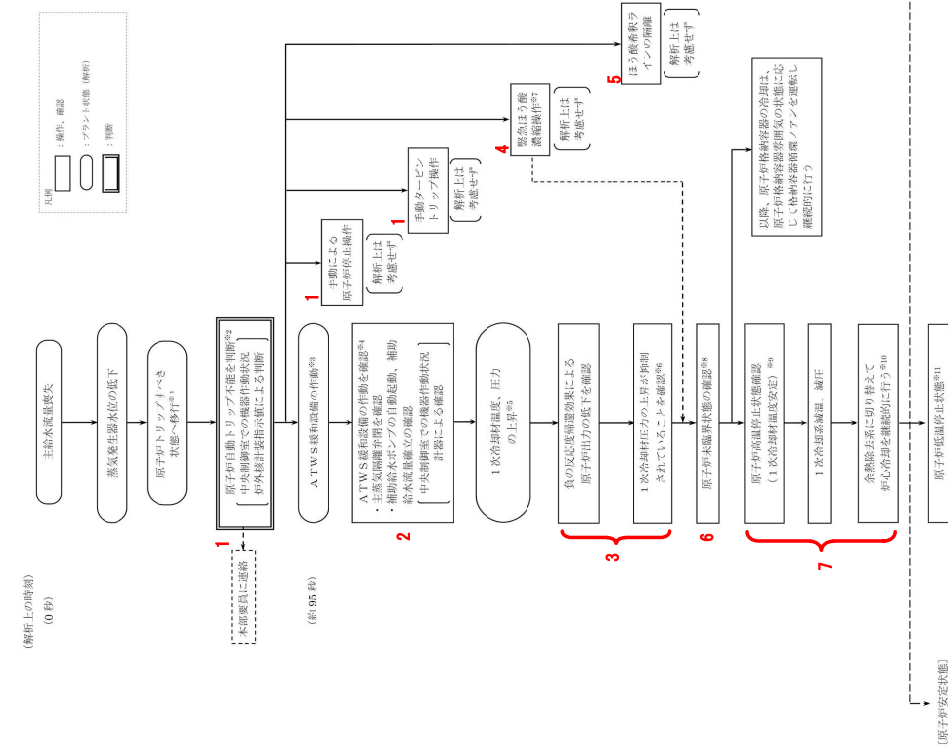 凡例
：操作、確認
：プラント状態（解析）
：判断
（解析上の時刻）
（0 秒）
主給水流量喪失
蒸気発生器水位の低下
原子炉トリップすべき
状態へ移行※1
1
原子炉自動トリップ不能を判断※2
中央制御室での機器作動状況
炉外核計装指示値による判断
本部要員に連絡
1
手動による
原子炉停止操作
解析上は
考慮せず
1
手動タービン
トリップ操作
解析上は
考慮せず
4
緊急ほう酸
濃縮操作※7
解析上は
考慮せず
5
ほう酸希釈ラ
インの隔離
解析上は
考慮せず
（約 95 秒）
ＡＴＷＳ緩和設備の作動※3
2
ＡＴＷＳ緩和設備の作動を確認※4
・主蒸気隔離弁閉を確認
・補助給水ポンプの自動起動、補助
給水流量確立の確認
中央制御室での機器作動状況
計器による確認
１次冷却材温度、圧力
の上昇※5
3
負の反応度帰還効果による
原子炉出力の低下を確認
１次冷却材圧力の上昇が抑制
されていることを確認※6
6
原子炉未臨界状態の確認※8
7
原子炉高温停止状態確認
（１次冷却材温度安定）※9
１次冷却系減温、減圧
余熱除去系に切り替えて
炉心冷却を継続的に行う※10
以降、原子炉格納容器の冷却は、
原子炉格納容器雰囲気の状態に応
じて格納容器循環ファンを運転し
継続的に行う
［原子炉安定状態］
原子炉低温停止状態※11